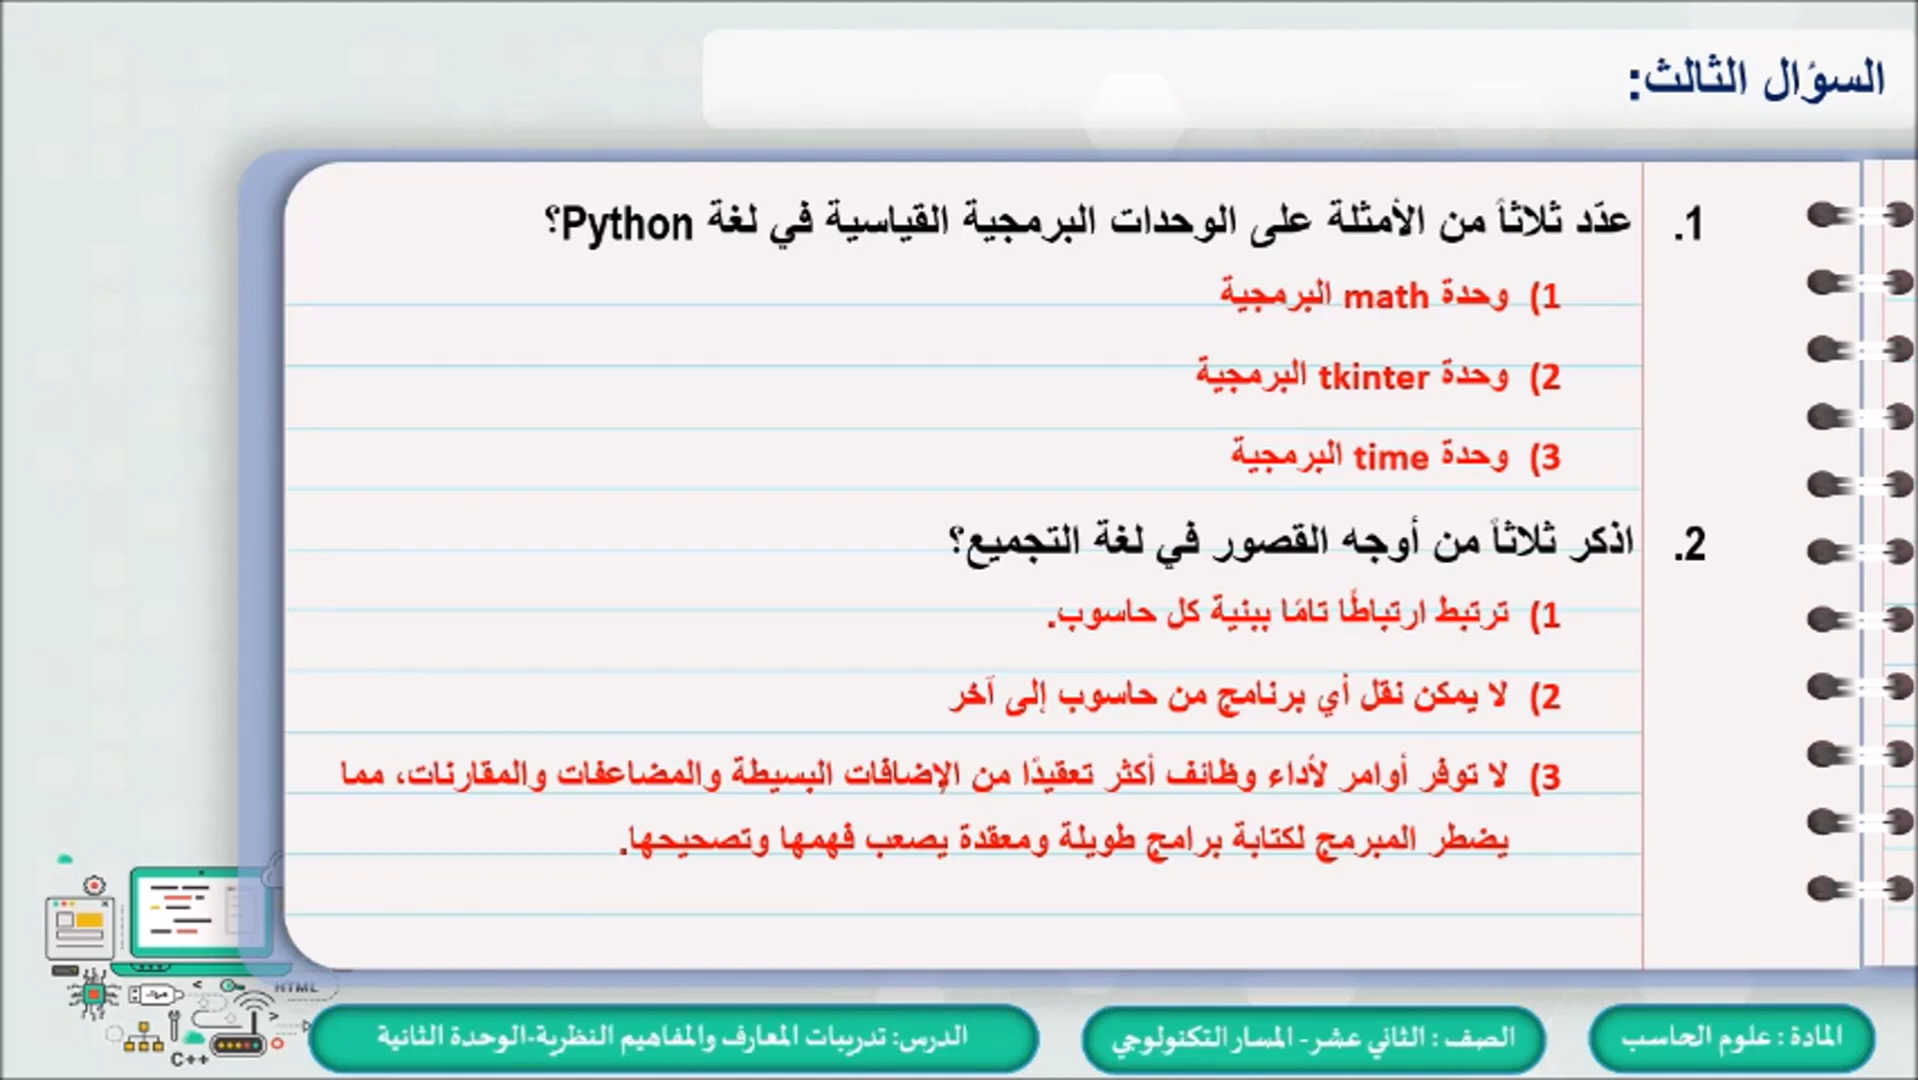 السؤال الثالث:
1. عدّد ثلاثاً من الأمثلة على الوحدات البرمجية القياسية في لغة Python؟
1) وحدة math البرمجية
2) وحدة tkinter البرمجية
3) وحدة time البرمجية
2. اذكر ثلاثاً من أوجه القصور في لغة التجميع؟
1) ترتبط ارتباطًا تامًا ببنية كل حاسوب.
2) لا يمكن نقل أي برنامج من حاسوب إلى آخر
3) لا توفر أوامر لأداء وظائف أكثر تعقيدًا من الإضافات البسيطة والمضاعفات والمقارنات، مما
يضطر المبرمج لكتابة برامج طويلة ومعقدة يصعب فهمها وتصحيحها.
HTML
C++
المادة : علوم الحاسب
الصف : الثاني عشر- المسار التكنولوجي
الدرس: تدريبات المعارف والمفاهيم النظرية-الوحدة الثانية